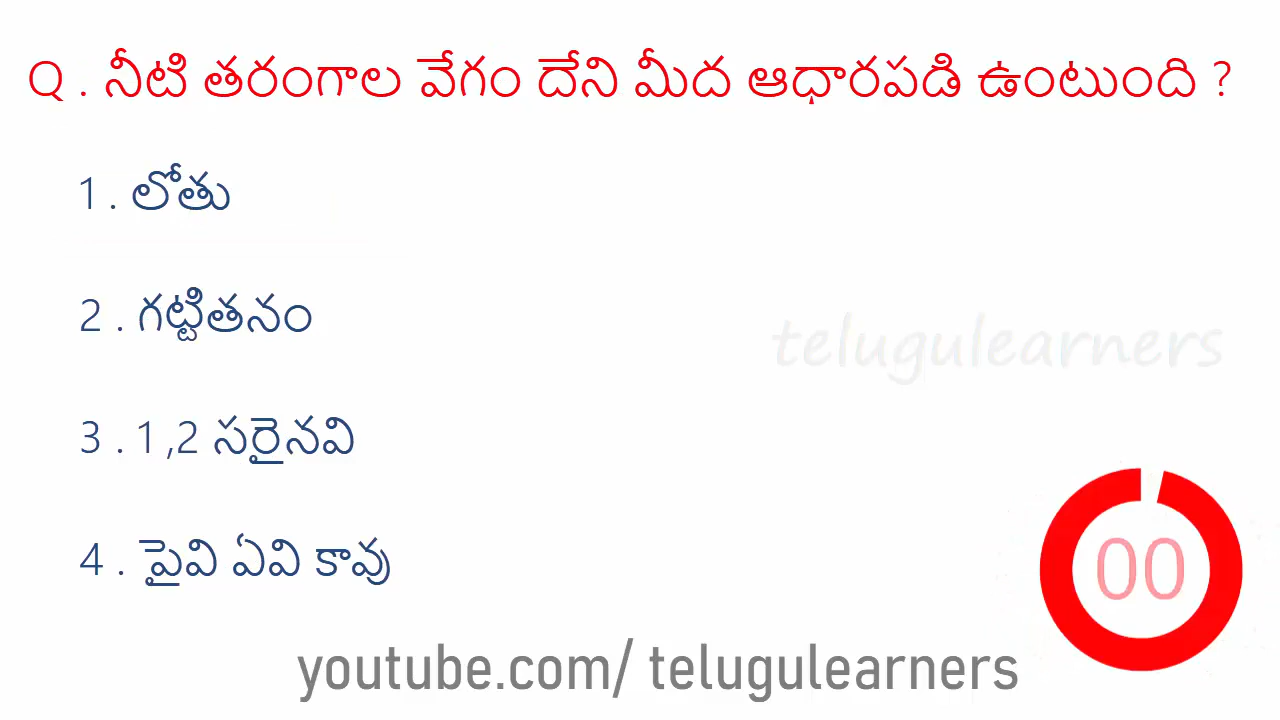 Q . నీటి తరంగాల వేగం దేని మీద ఆధారపడి ఉంటుంది ?
1 . లోతు
2 . గట్టితనం
telugulearners
3 . 1 ,2 సరైనవి
4 . పైవి ఏవి కావు
00
youtube.com/ telugulearners